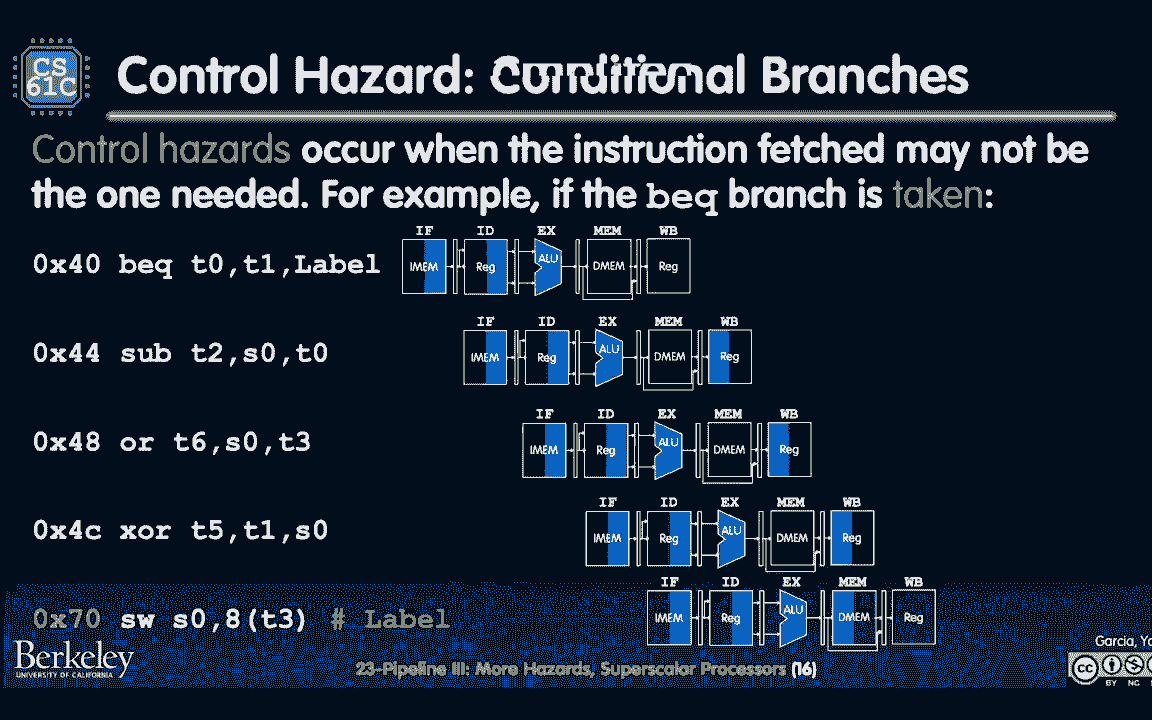 CS
61C
Control Hazard: Conditional Branches
Control hazards occur when the instruction fetched may not be
the one needed. For example, if the beq branch is taken:
IF ID EX MEM WB
0x40 beq t0,t1,Label IMEM Reg ALU DMEM Reg
IF ID EX MEM WB
0x44 sub t2,s0,t0 IMEM Reg ALU DMEM Reg
IF ID EX MEM WB
0x48 or t6,s0,t3 IMEM Reg ALU DMEM Reg
IF ID EX MEM WB
0x4c xor t5,t1,s0 IMEM Reg ALU DMEM Reg
IF ID EX MEM WB
0x70 sw s0,8(t3) # Label IMEM Reg ALU DMEM Reg
Berkeley
UNIVERSITY OF CALIFORNIA
23-Pipeline III: More Hazards, Superscalar Processors (16)
Garcia,
cc
BY NC